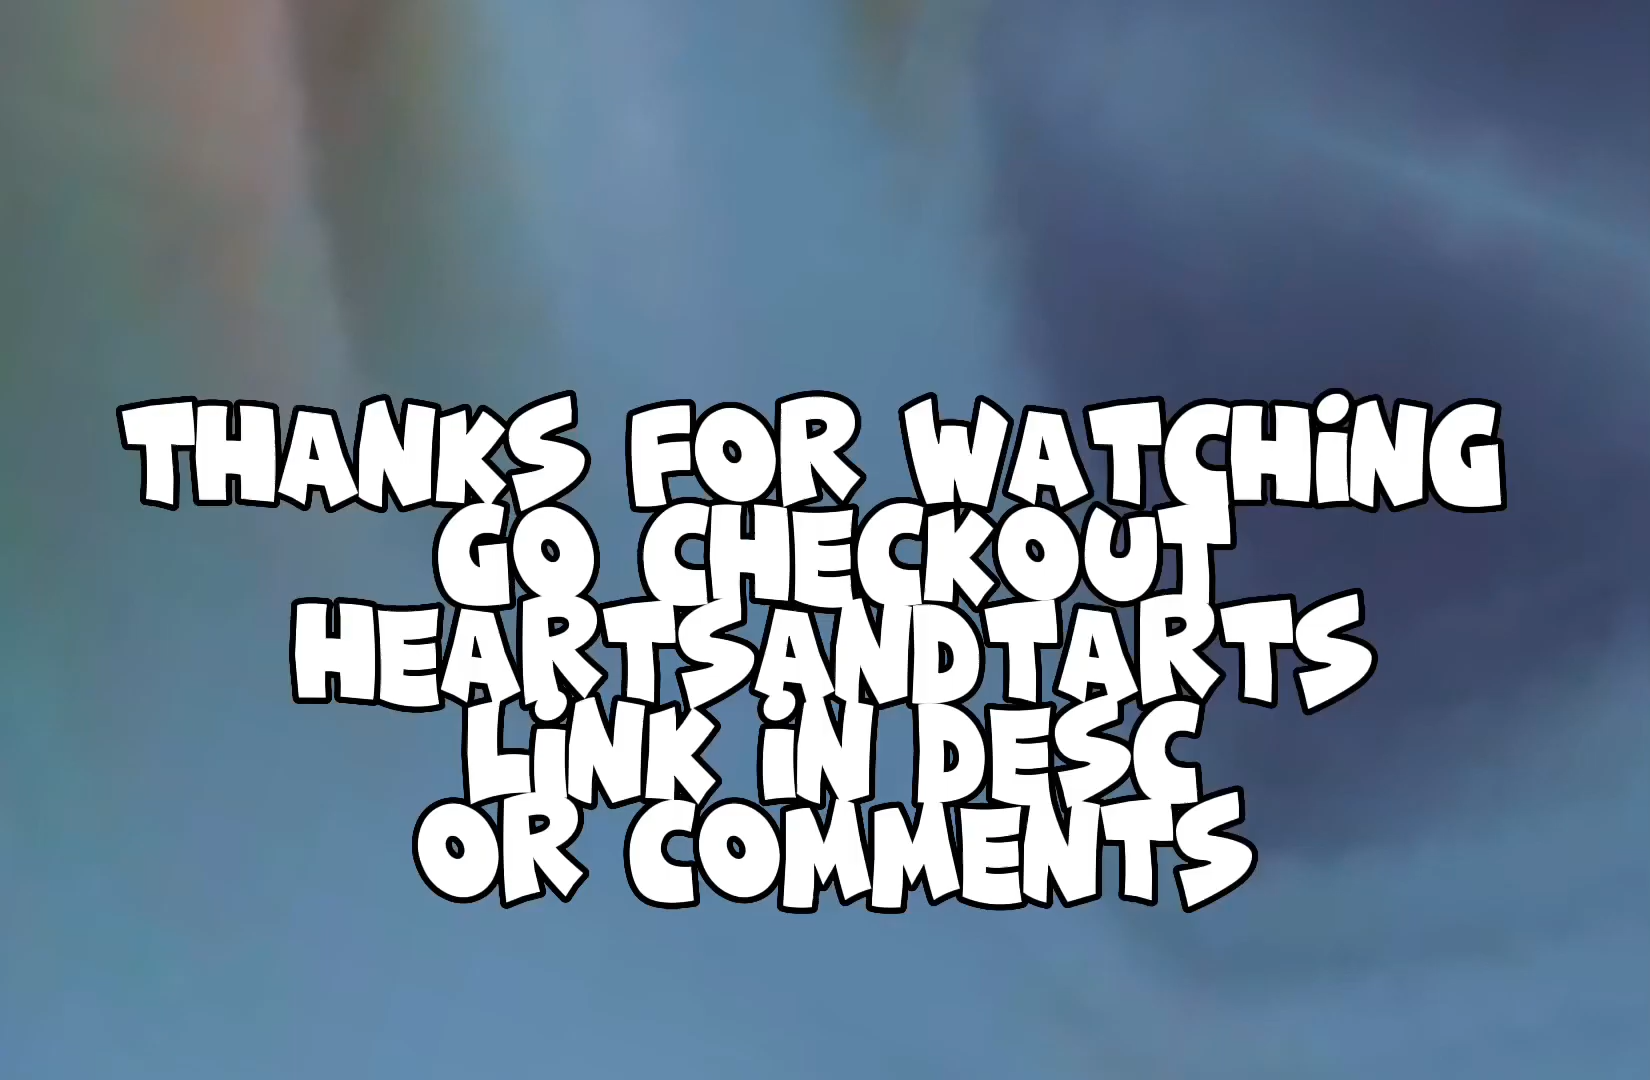 THANKS FOR WATCHING
GO CHECKOUT
HEARTSANDTARTS
LiNK iN DESC
OR COMMENTS